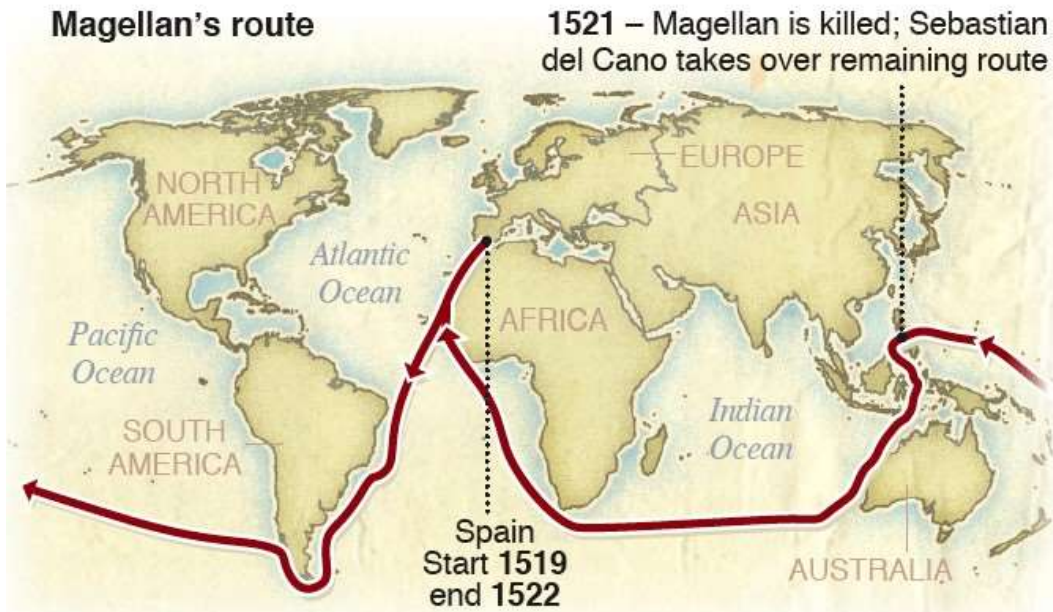 Magellan's route
1521 – Magellan is killed; Sebastian
del Cano takes over remaining route
NORTH
AMERICA
EUROPE
ASIA
Atlantic
Ocean
AFRICA
Pacific
Ocean
Indian
Ocean
SOUTH
AMERICA
Spain
Start 1519
end 1522
AUSTRALIA